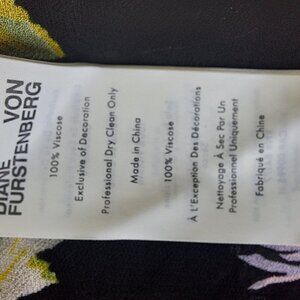 DIANE VON
FURSTENBERG
100% Viscose
Exclusive of Decoration
Professional Dry Clean Only
Made in China
100% Viscose
À L'Exception Des Décorations
Nettoyage À Sec Par Un
Professionnel Uniquement
Fabriqué en Chine